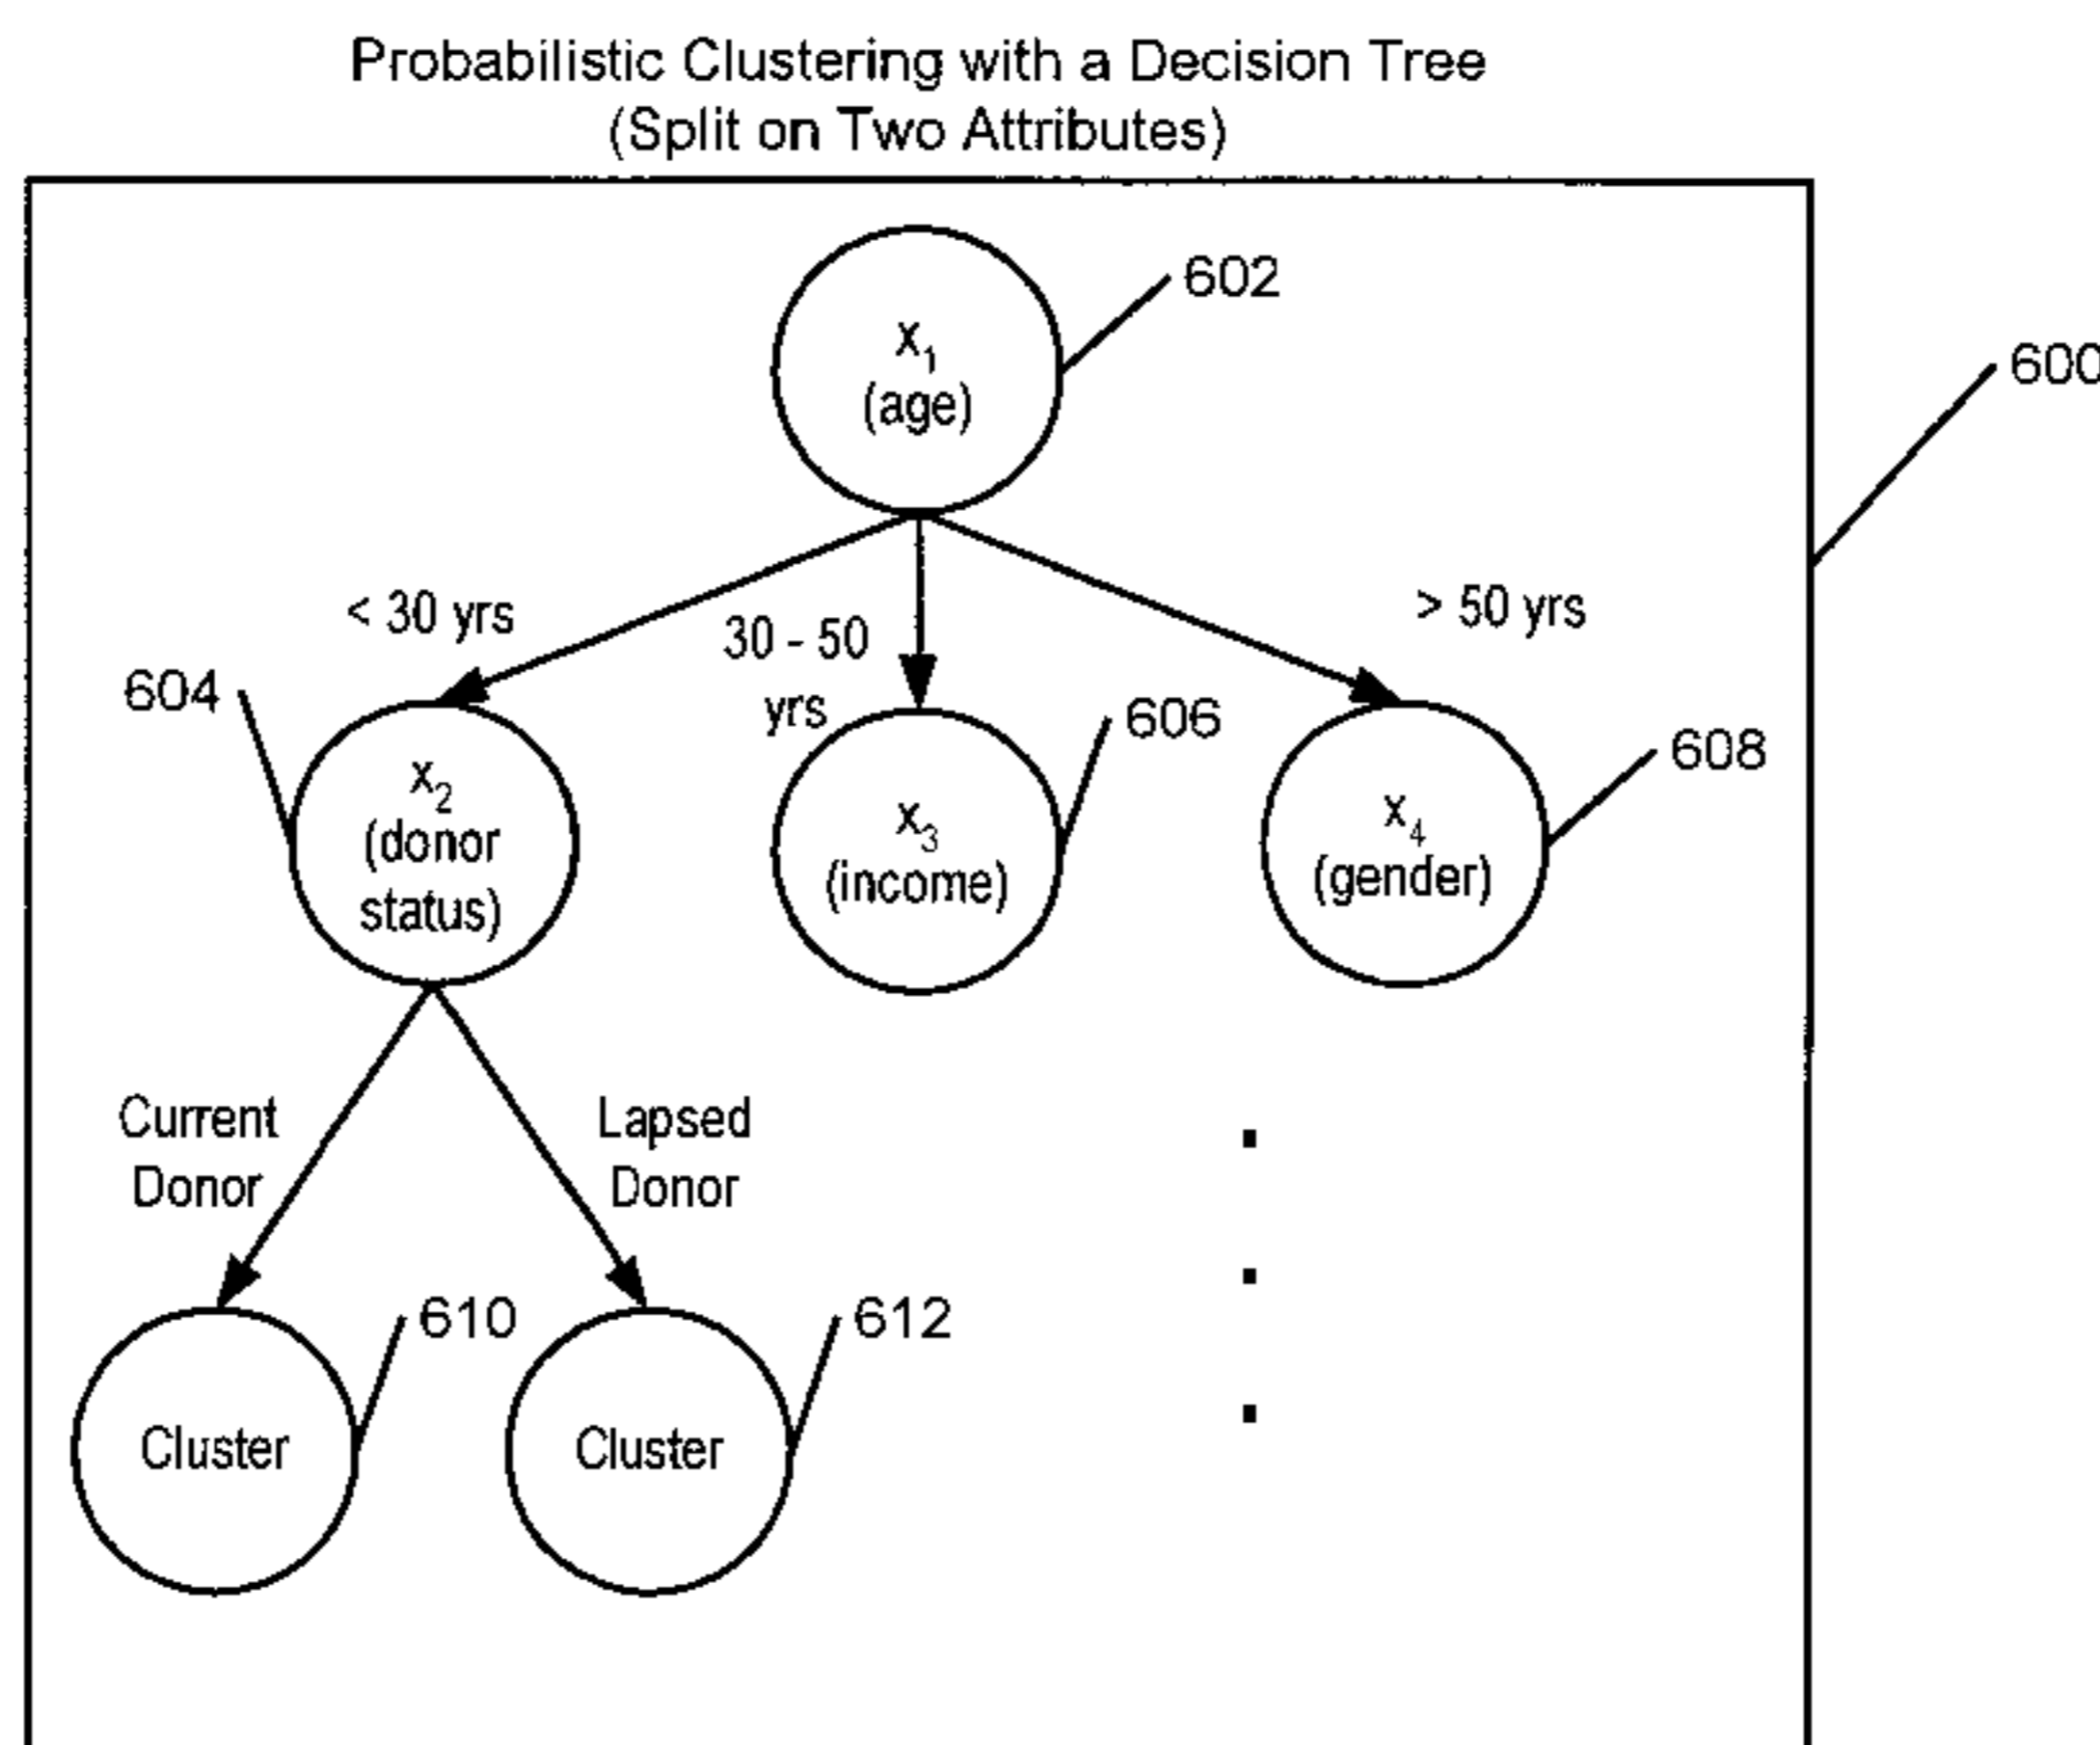 Probabilistic Clustering with a Decision Tree
(Split on Two Attributes)
602
x1
(age)
600
< 30 yrs
30 - 50
yrs
> 50 yrs
604
606
608
x2
(donor
status)
x3
(income)
x4
(gender)
Current
Donor
Lapsed
Donor
610
612
Cluster
Cluster